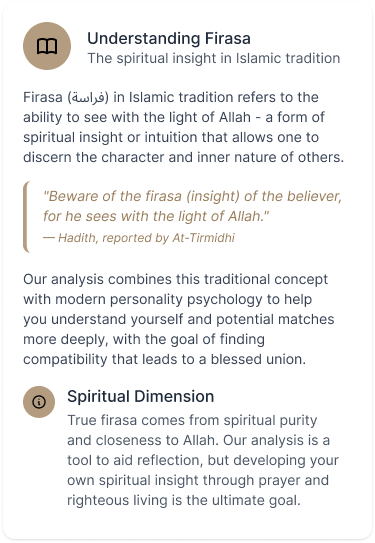 Understanding Firasa
The spiritual insight in Islamic tradition
Firasa (فراسة) in Islamic tradition refers to the
ability to see with the light of Allah - a form of
spiritual insight or intuition that allows one to
discern the character and inner nature of others.
"Beware of the firasa (insight) of the believer,
for he sees with the light of Allah."
— Hadith, reported by At-Tirmidhi
Our analysis combines this traditional concept
with modern personality psychology to help
you understand yourself and potential matches
more deeply, with the goal of finding
compatibility that leads to a blessed union.
Spiritual Dimension
True firasa comes from spiritual purity
and closeness to Allah. Our analysis is a
tool to aid reflection, but developing your
own spiritual insight through prayer and
righteous living is the ultimate goal.